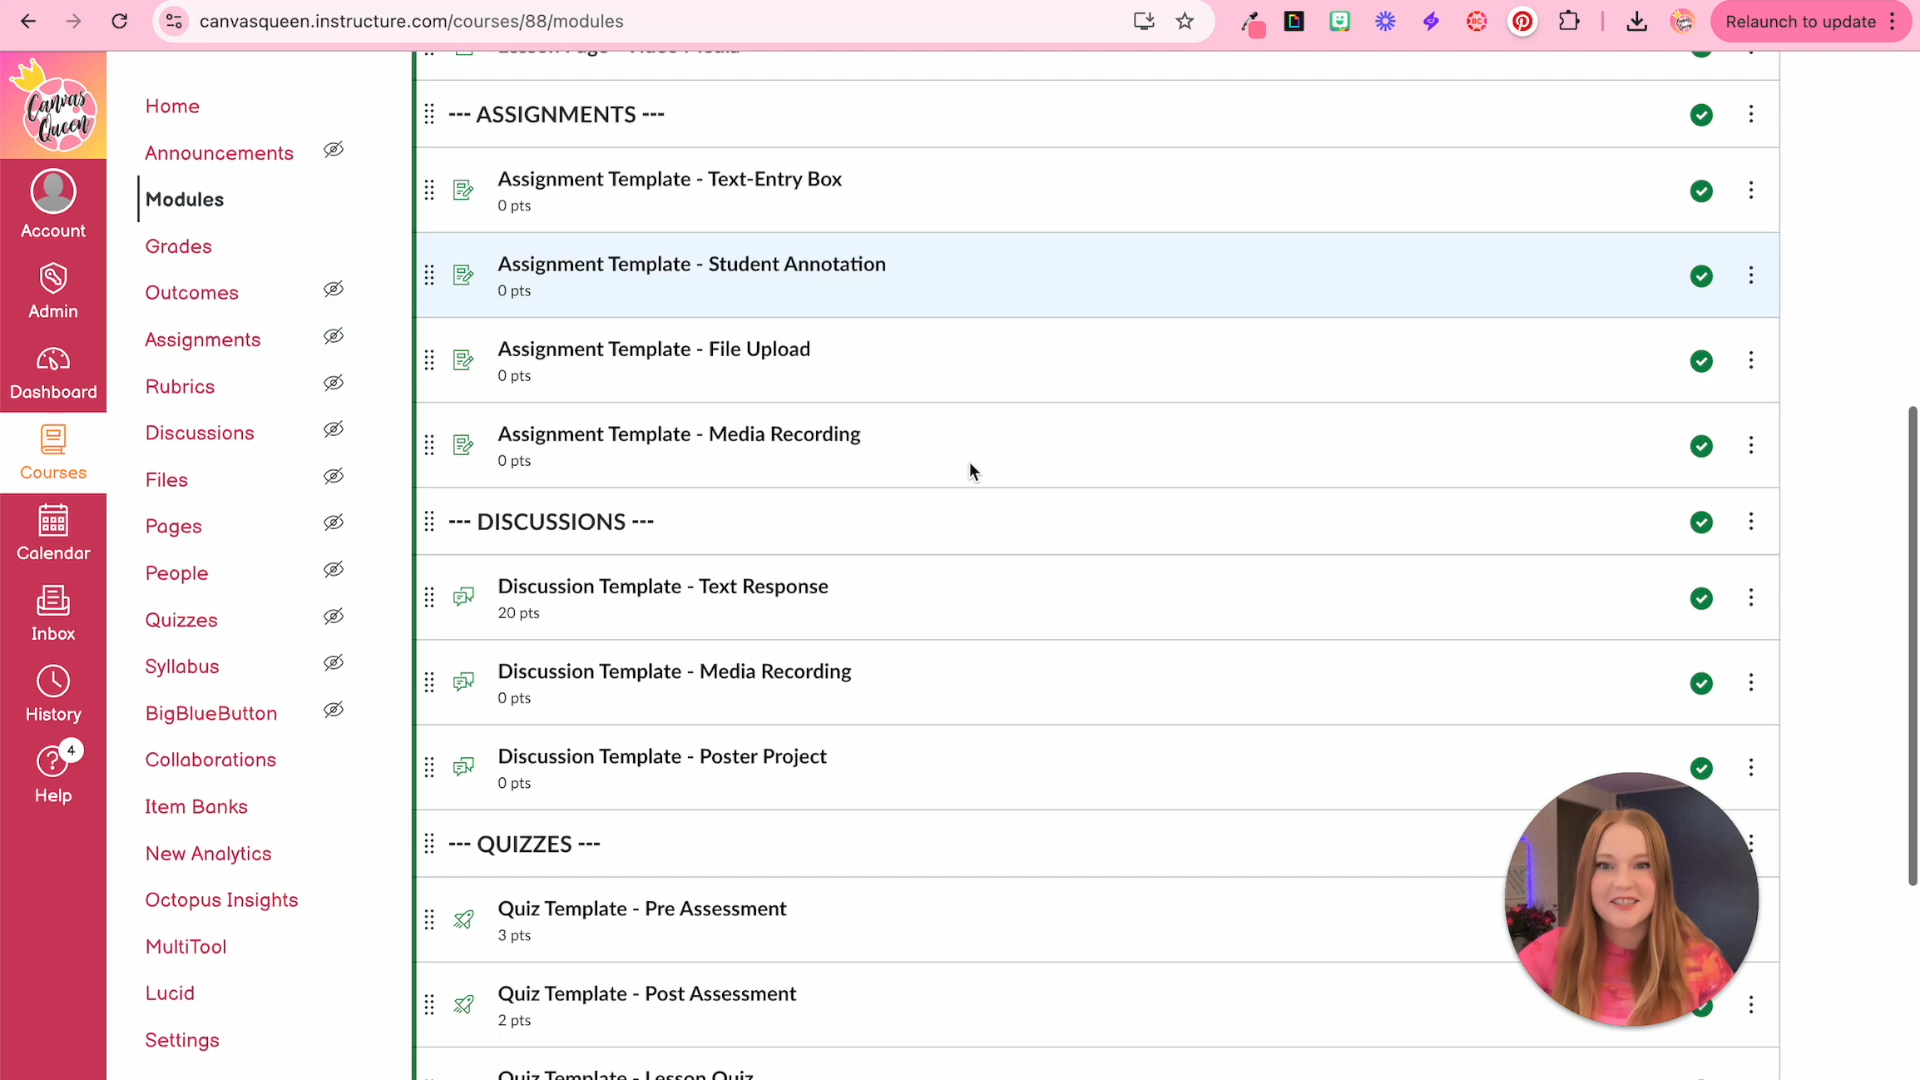 canvasqueen.instructure.com/courses/88/modules
Relaunch to update
Canvas
Queen
Account
Admin
Dashboard
Courses
Calendar
Inbox
History
4
Help
Home
Announcements
Modules
Grades
Outcomes
Assignments
Rubrics
Discussions
Files
Pages
People
Quizzes
Syllabus
BigBlueButton
Collaborations
Item Banks
New Analytics
Octopus Insights
MultiTool
Lucid
Settings
--- ASSIGNMENTS ---
Assignment Template - Text-Entry Box
0 pts
Assignment Template - Student Annotation
0 pts
Assignment Template - File Upload
0 pts
Assignment Template - Media Recording
0 pts
--- DISCUSSIONS ---
Discussion Template - Text Response
20 pts
Discussion Template - Media Recording
0 pts
Discussion Template - Poster Project
0 pts
--- QUIZZES ---
Quiz Template - Pre Assessment
3 pts
Quiz Template - Post Assessment
2 pts
Quiz Template - Lesson Quiz